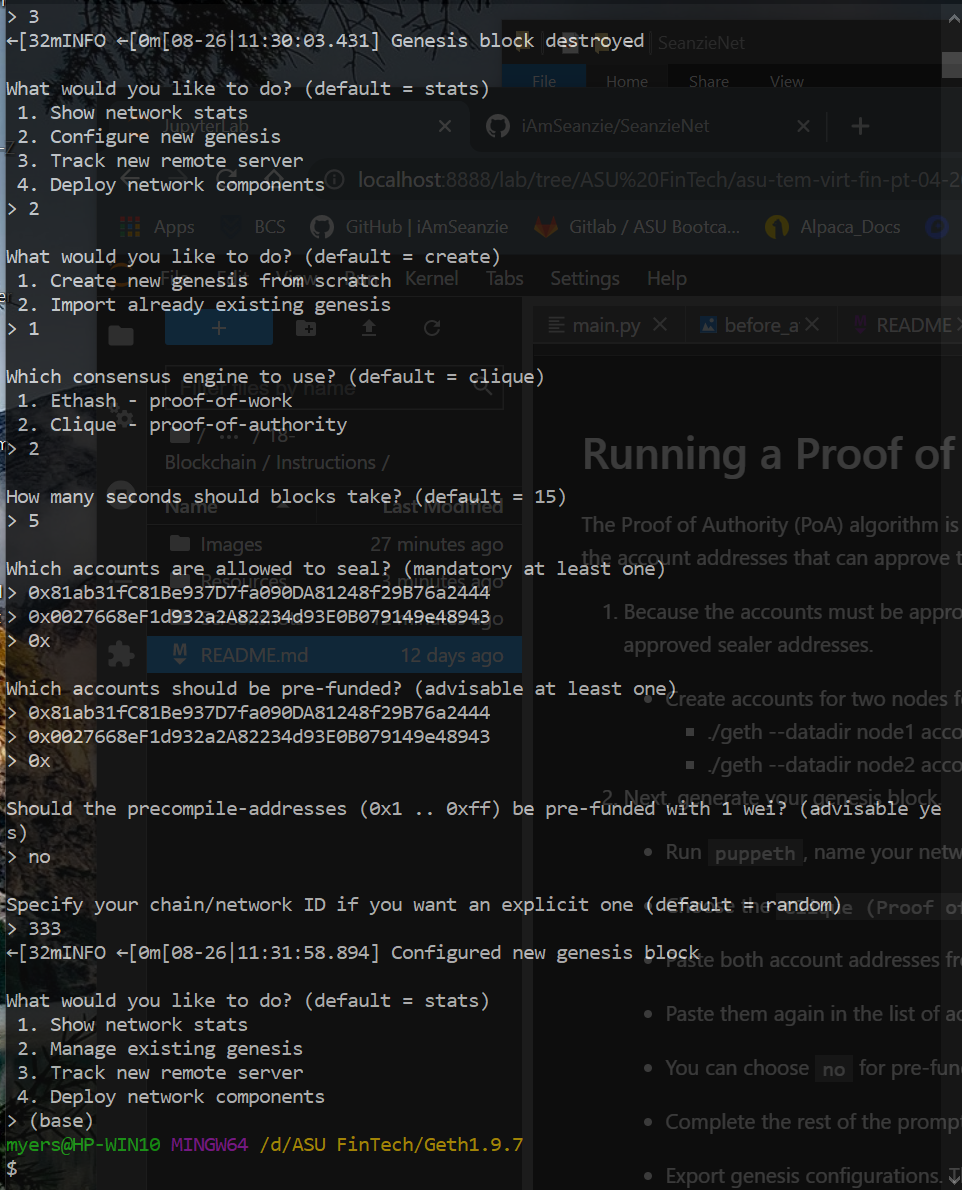 > 3
←[32mINFO ←[0m[08-26|11:30:03.431] Genesis block destroyed
SeanzieNet
File Home Share View
What would you like to do? (default = stats)
1. Show network stats
2. Configure new genesis
3. Track new remote server
4. Deploy network components
> 2
JupyterLab
iAmSeanzie/SeanzieNet
localhost:8888/lab/tree/ASU%20FinTech/asu-tem-virt-fin-pt-04-2
Apps BCS GitHub | iAmSeanzie Gitlab / ASU Bootca... Alpaca_Docs
What would you like to do? (default = create)
1. Create new genesis from scratch
2. Import already existing genesis
> 1
File Edit View Run Kernel Tabs Settings Help
main.py before_a README
Which consensus engine to use? (default = clique)
1. Ethash - proof-of-work
2. Clique - proof-of-authority
> 2
Filter files by name
/ ... / 18-
Blockchain / Instructions /
Name Last Modified
Images 27 minutes ago
Resources 3 minutes ago
README.md 12 days ago
How many seconds should blocks take? (default = 15)
> 5
Which accounts are allowed to seal? (mandatory at least one)
> 0x81ab31fC81Be937D7fa090DA81248f29B76a2444
> 0x0027668eF1d932a2A82234d93E0B079149e48943
> 0x
Which accounts should be pre-funded? (advisable at least one)
> 0x81ab31fC81Be937D7fa090DA81248f29B76a2444
> 0x0027668eF1d932a2A82234d93E0B079149e48943
> 0x
Should the precompile-addresses (0x1 .. 0xff) be pre-funded with 1 wei? (advisable ye
s)
> no
Specify your chain/network ID if you want an explicit one (default = random)
> 333
←[32mINFO ←[0m[08-26|11:31:58.894] Configured new genesis block
What would you like to do? (default = stats)
1. Show network stats
2. Manage existing genesis
3. Track new remote server
4. Deploy network components
> (base)
myers@HP-WIN10 MINGW64 /d/ASU FinTech/Geth1.9.7
$
Running a Proof of
The Proof of Authority (PoA) algorithm is
the account addresses that can approve t
1. Because the accounts must be appro
approved sealer addresses.
Create accounts for two nodes f
./geth --datadir node1 acco
./geth --datadir node2 acco
2. Next, generate your genesis block.
Run puppeth, name your netw
Clique (Proof of
Paste both account addresses fr
Paste them again in the list of ac
You can choose no for pre-fun
Complete the rest of the promp
Export genesis configurations.